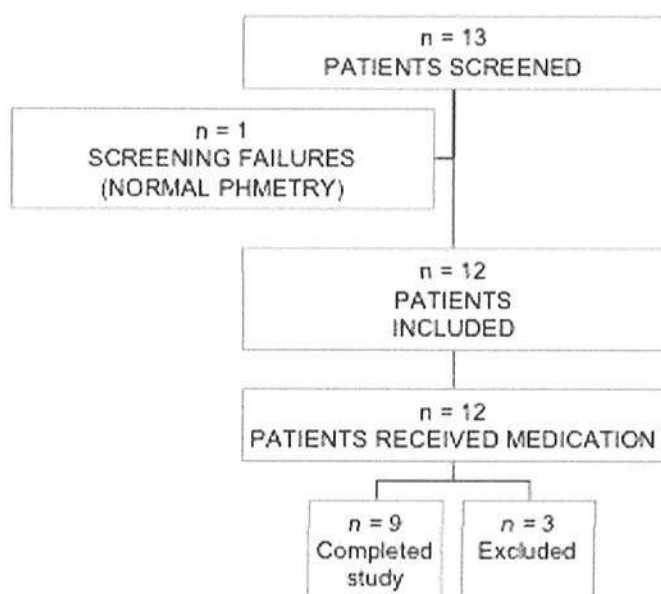 n = 13
PATIENTS SCREENED
n = 1
SCREENING FAILURES
(NORMAL PHMETRY)
n = 12
PATIENTS
INCLUDED
n = 12
PATIENTS RECEIVED MEDICATION
n = 9
Completed
study
n = 3
Excluded